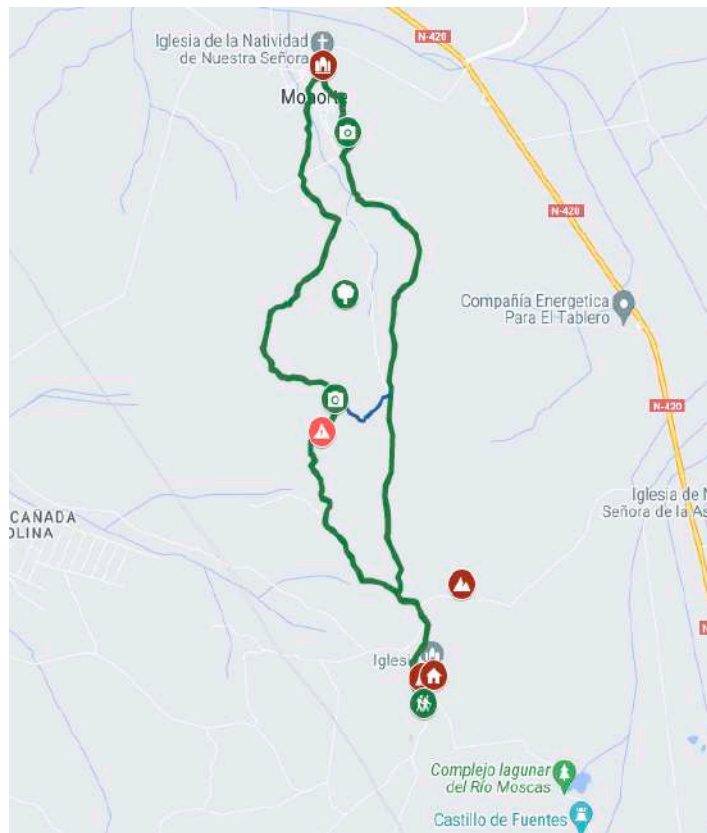 Iglesia de la Natividad
de Nuestra Señora
N-420
N-420
Compañía Energetica
Para El Tablero
N-420
Iglesia de N
Señora de la As
CAÑADA
OLINA
N
Iglesi
Complejo lagunar
del Río Moscas
Castillo de Fuentes